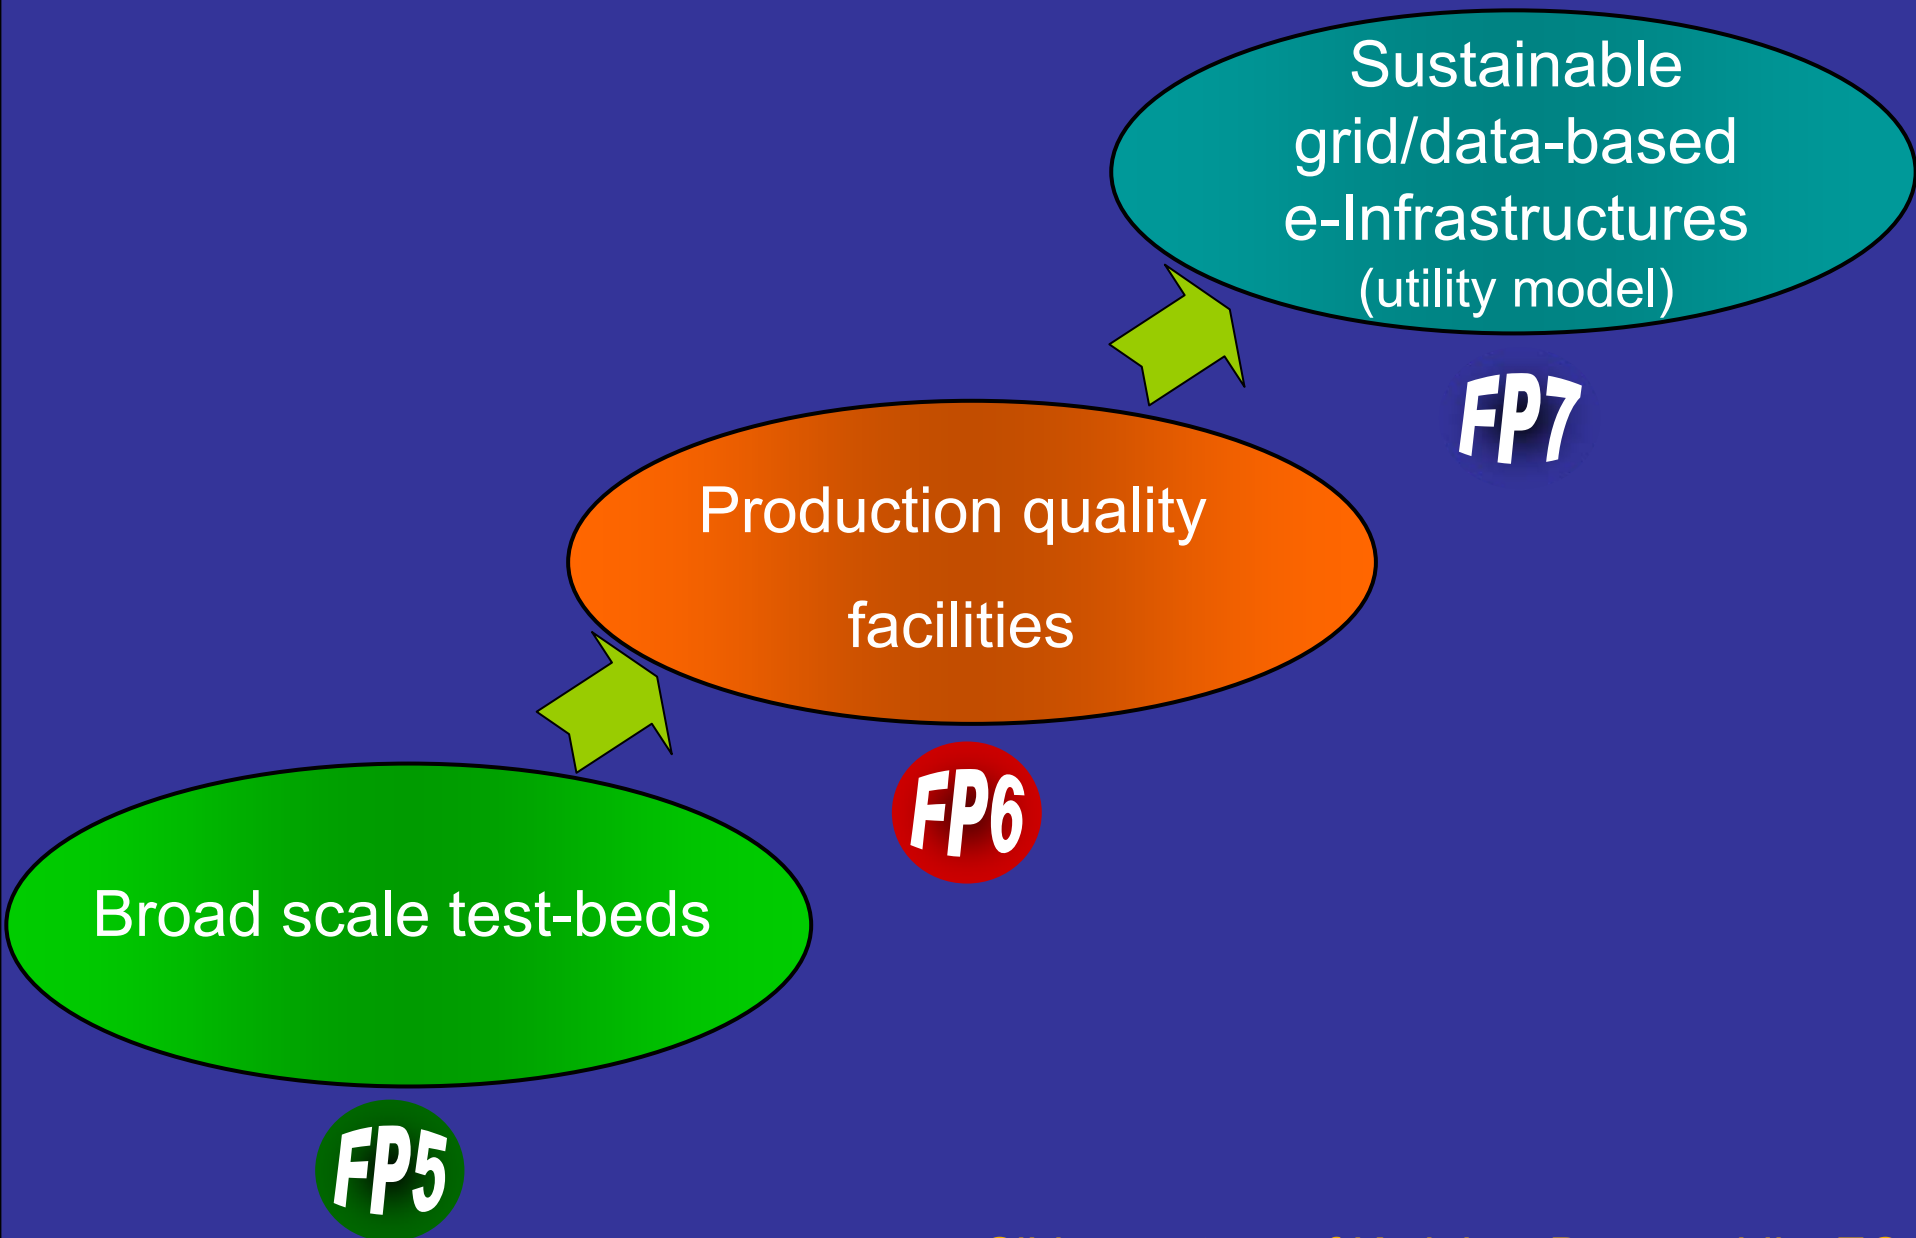 Sustainable
grid/data-based
e-Infrastructures
(utility model)
FP7
Production quality
facilities
FP6
Broad scale test-beds
FP5